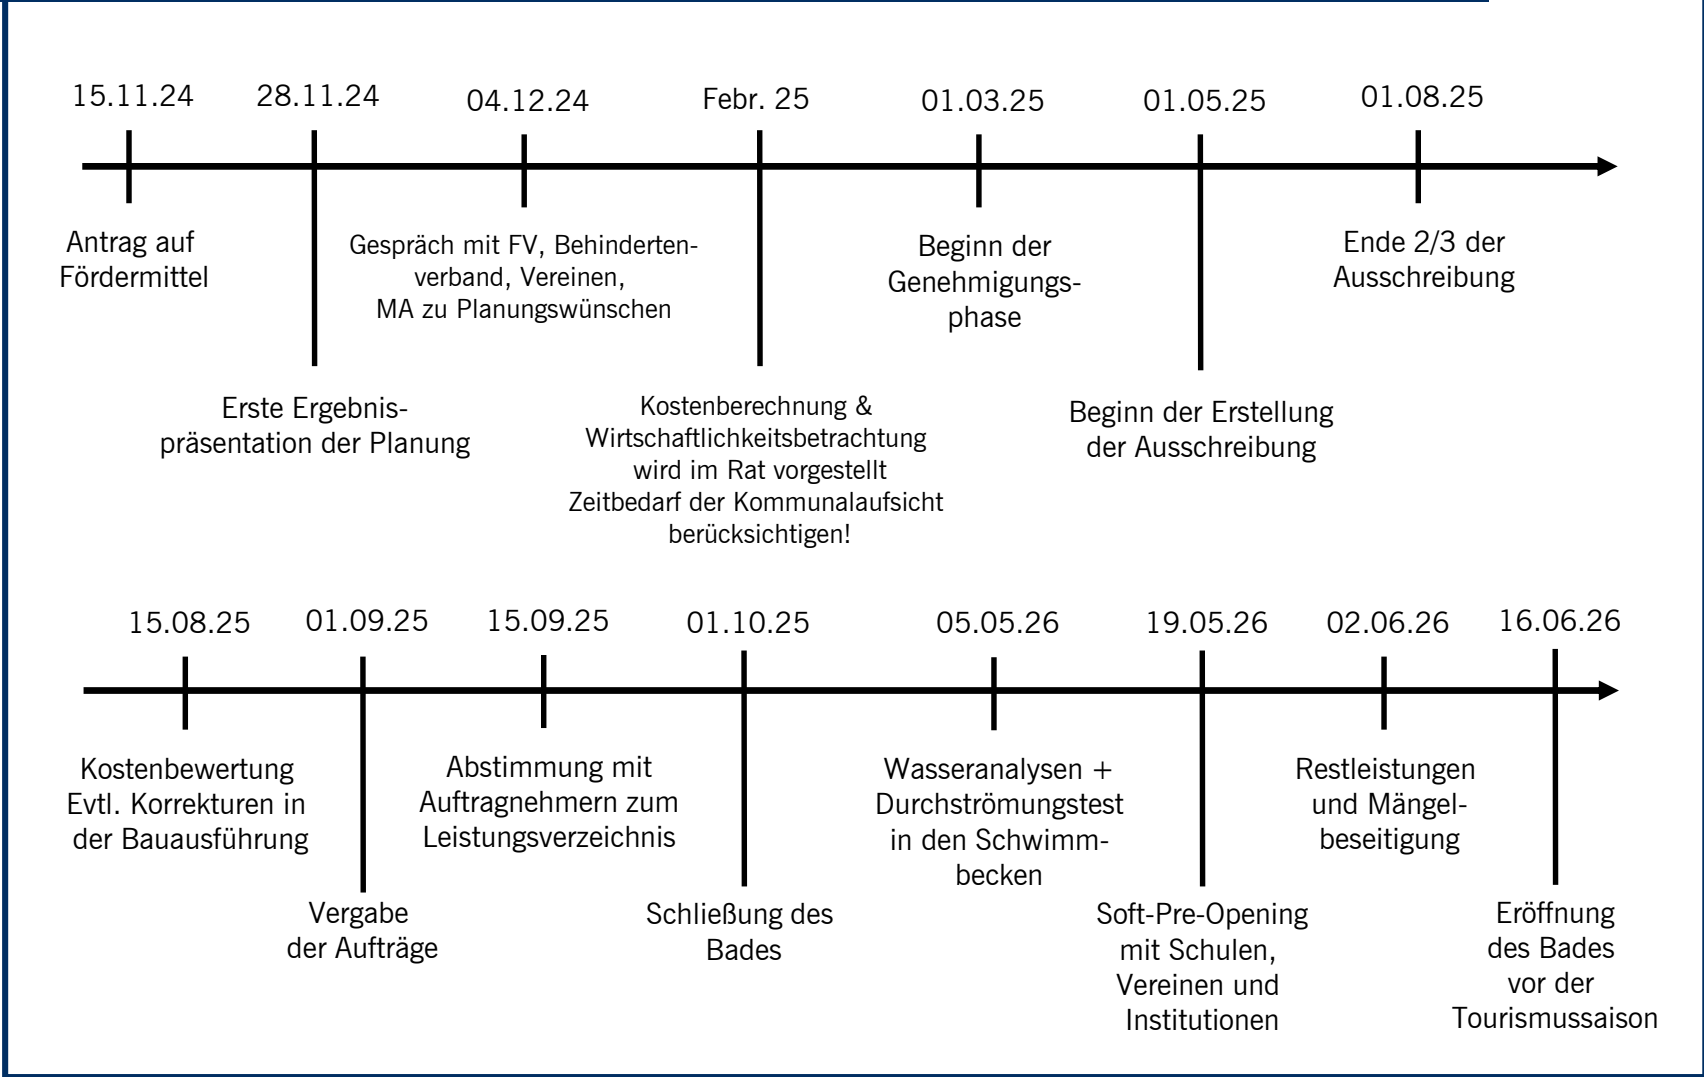 15.11.24
Antrag auf
Fördermittel
28.11.24
Erste Ergebnis-
präsentation der Planung
04.12.24
Gespräch mit FV, Behinderten-
verband, Vereinen,
MA zu Planungswünschen
Febr. 25
Kostenberechnung &
Wirtschaftlichkeitsbetrachtung
wird im Rat vorgestellt
Zeitbedarf der Kommunalaufsicht
berücksichtigen!
01.03.25
Beginn der
Genehmigungs-
phase
01.05.25
Beginn der Erstellung
der Ausschreibung
01.08.25
Ende 2/3 der
Ausschreibung
15.08.25
Kostenbewertung
Evtl. Korrekturen in
der Bauausführung
01.09.25
Vergabe
der Aufträge
15.09.25
Abstimmung mit
Auftragnehmern zum
Leistungsverzeichnis
01.10.25
Schließung des
Bades
05.05.26
Wasseranalysen +
Durchströmungstest
in den Schwimm-
becken
19.05.26
Soft-Pre-Opening
mit Schulen,
Vereinen und
Institutionen
02.06.26
Restleistungen
und Mängel-
beseitigung
16.06.26
Eröffnung
des Bades
vor der
Tourismussaison